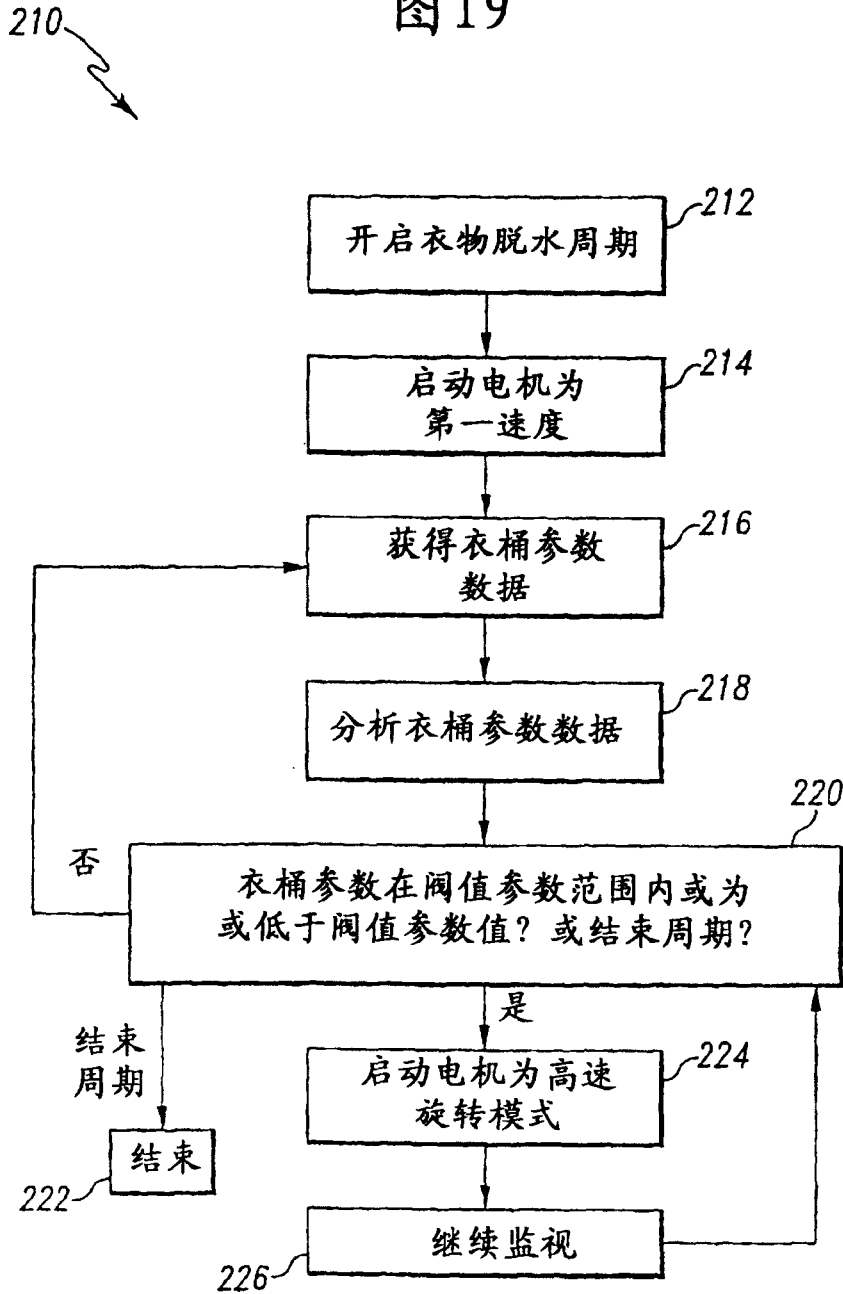 图19
210
212
开启衣物脱水周期
214
启动电机为
第一速度
216
获得衣桶参数
数据
218
分析衣桶参数数据
220
否
衣桶参数在阀值参数范围内或为
或低于阀值参数值？或结束周期？
结束
周期
是
224
启动电机为高速
旋转模式
结束
222
继续监视
226